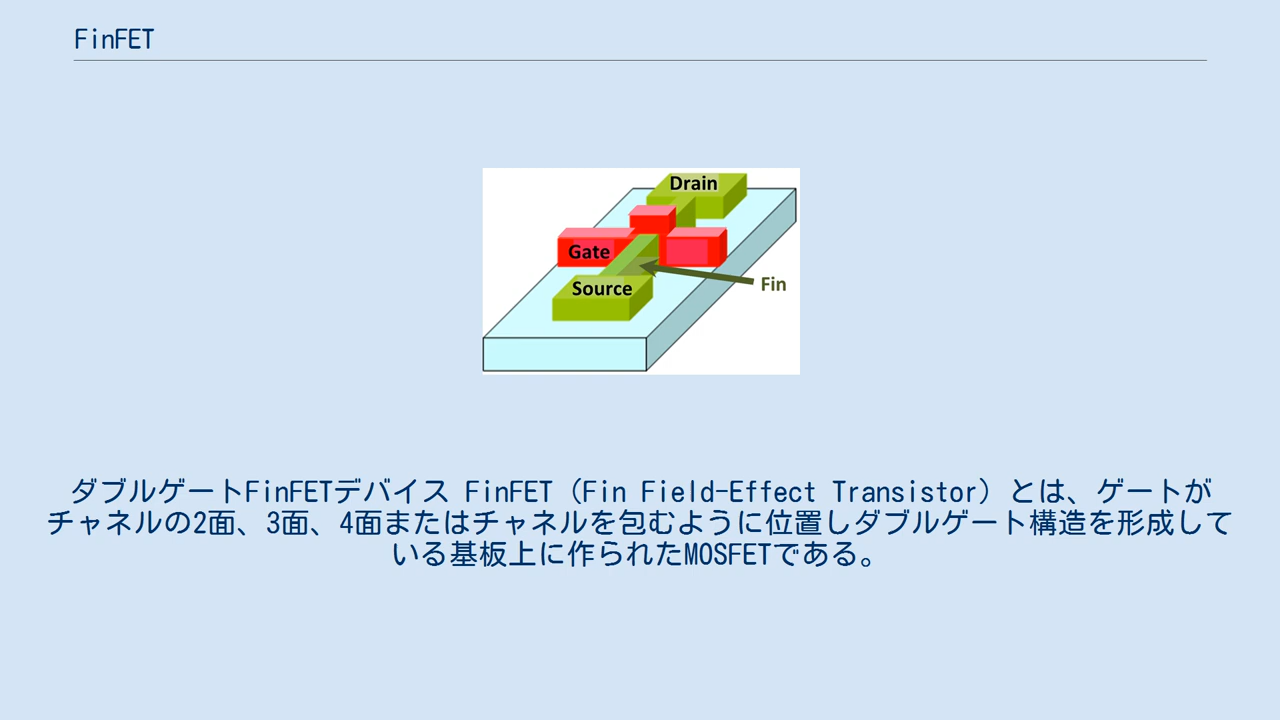 FinFET
Drain
Gate
Source
Fin
ダブルゲートFinFETデバイス FinFET（Fin Field-Effect Transistor）とは、ゲートが
チャネルの2面、3面、4面またはチャネルを包むように位置しダブルゲート構造を形成して
いる基板上に作られたMOSFETである。